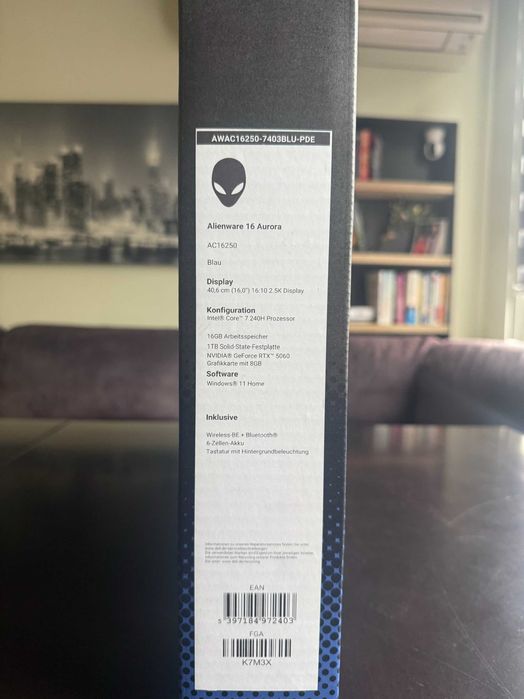 AWAC16250-7403BLU-PDE
Alienware 16 Aurora
AC16250
Blau
Display
40,6 cm (16,0") 16:10 2.5K Display
Konfiguration
Intel® Core™ 7 240H Prozessor
16GB Arbeitsspeicher
1TB Solid-State-Festplatte
NVIDIA® GeForce RTX™ 5060
Grafikkarte mit 8GB
Software
Windows® 11 Home
Inklusive
Wireless-BE + Bluetooth®
6-Zellen-Akku
Tastatur mit Hintergrundbeleuchtung
EAN
5 397184 972403
FGA
K7M3X